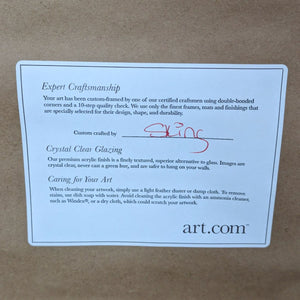 Expert Craftsmanship
Your art has been custom-framed by one of our certified craftsmen using double-bonded
corners and a 10-step quality check. We use only the finest frames, mats and finishings that
are specially selected for their design, shape, and durability.
Custom crafted by
Crystal Clear Glazing
Our premium acrylic finish is a finely textured, superior alternative to glass. Images are
crystal clear, never cast a green hue, and are safer to hang on your walls.
Caring for Your Art
When cleaning your artwork, simply use a light feather duster or damp cloth. To remove
stains, use dish soap with water. Avoid cleaning the acrylic finish with an ammonia cleaner,
such as Windex®, or a dry cloth, which could scratch your artwork.
art.com